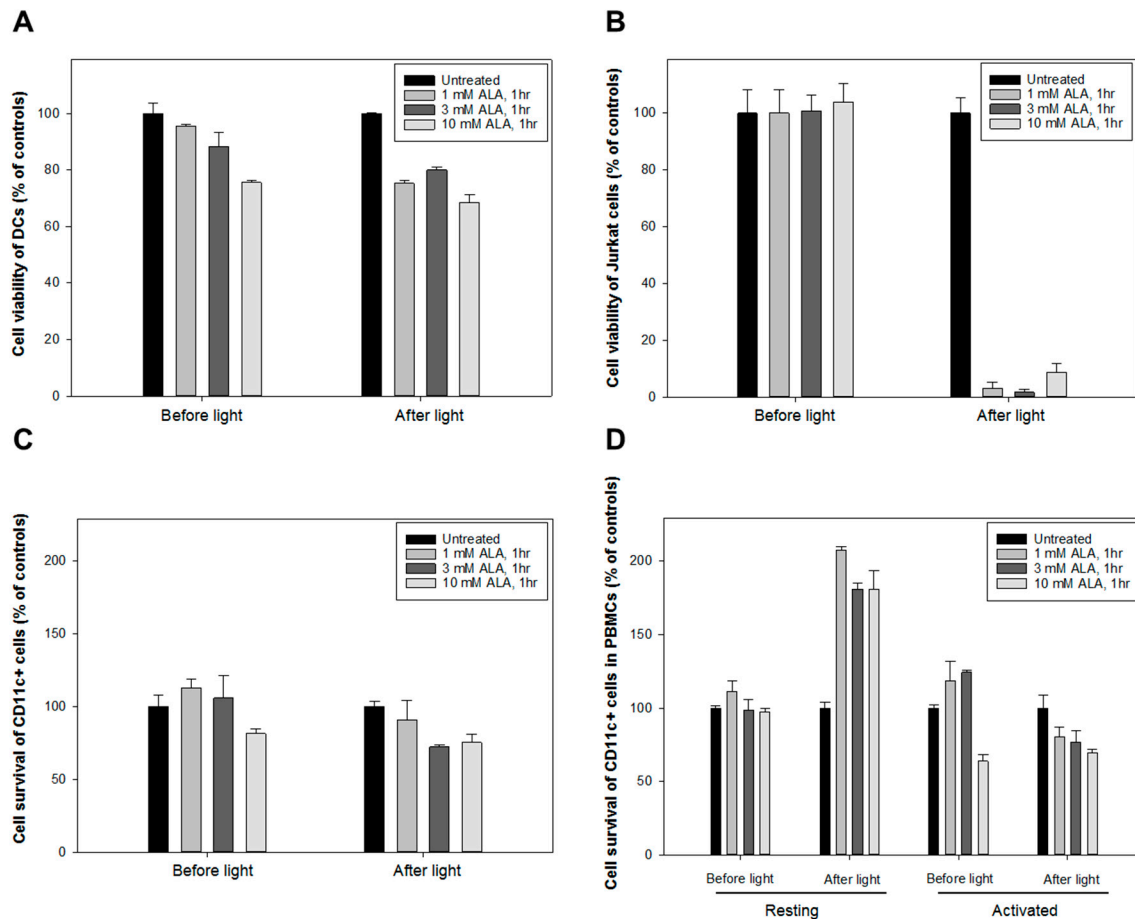 A
Cell viability of DCs (% of controls)
100
80
60
40
20
0
Untreated
1 mM ALA, 1hr
3 mM ALA, 1hr
10 mM ALA, 1hr
Before light
After light
B
Cell viability of Jurkat cells (% of controls)
100
80
60
40
20
0
Untreated
1 mM ALA, 1hr
3 mM ALA, 1hr
10 mM ALA, 1hr
Before light
After light
C
Cell survival of CD11c+ cells (% of controls)
200
150
100
50
0
Untreated
1 mM ALA, 1hr
3 mM ALA, 1hr
10 mM ALA, 1hr
Before light
After light
D
Cell survival of CD11c+ cells in PBMCs (% of controls)
200
150
100
50
0
Untreated
1 mM ALA, 1hr
3 mM ALA, 1hr
10 mM ALA, 1hr
Before light
After light
Before light
After light
Resting
Activated